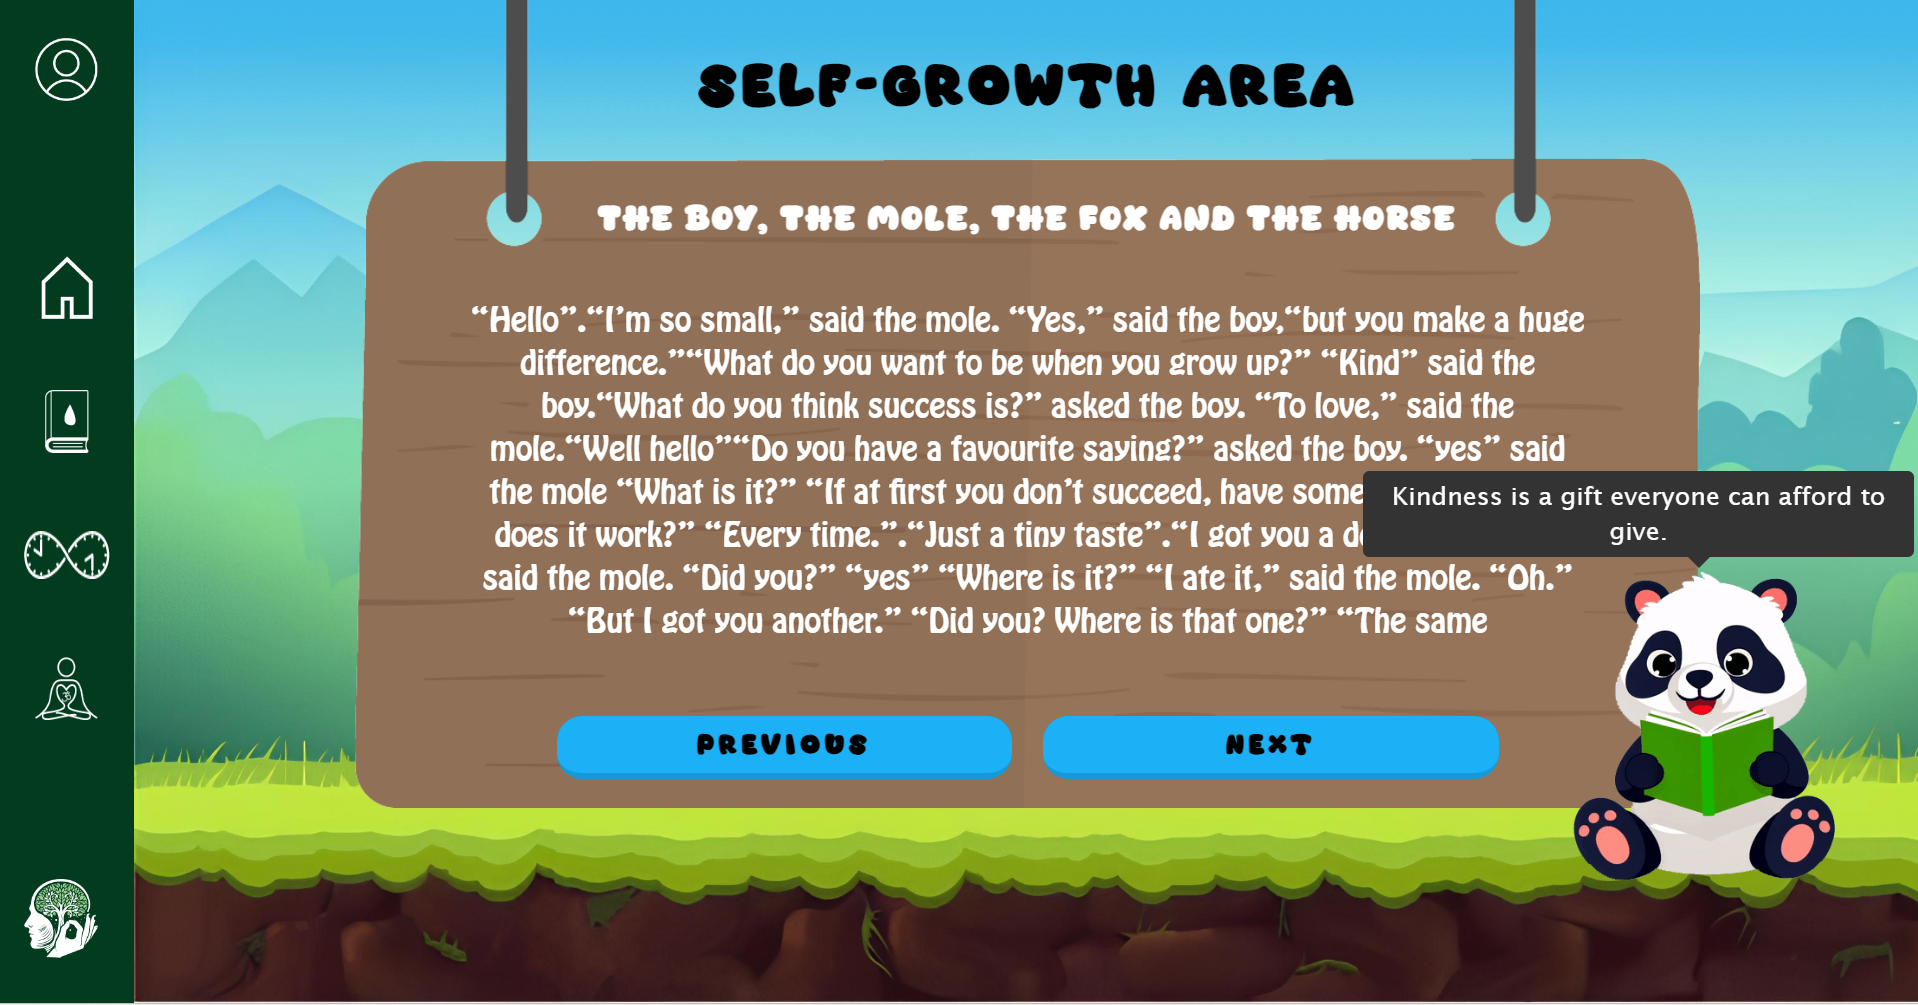 SELF-GROWTH AREA
THE BOY, THE MOLE, THE FOX AND THE HORSE
“Hello”.“I’m so small,” said the mole. “Yes,” said the boy,“but you make a huge
difference.”“What do you want to be when you grow up?” “Kind” said the
boy.“What do you think success is?” asked the boy. “To love,” said the
mole.“Well hello”“Do you have a favourite saying?” asked the boy. “yes” said
the mole “What is it?” “If at first you don’t succeed, have some
does it work?” “Every time.”.“Just a tiny taste”.“I got you a
said the mole. “Did you?” “yes” “Where is it?” “I ate it,” said the mole. “Oh.”
“But I got you another.” “Did you? Where is that one?” “The same
Kindness is a gift everyone can afford to
give.
PREVIOUS
NEXT